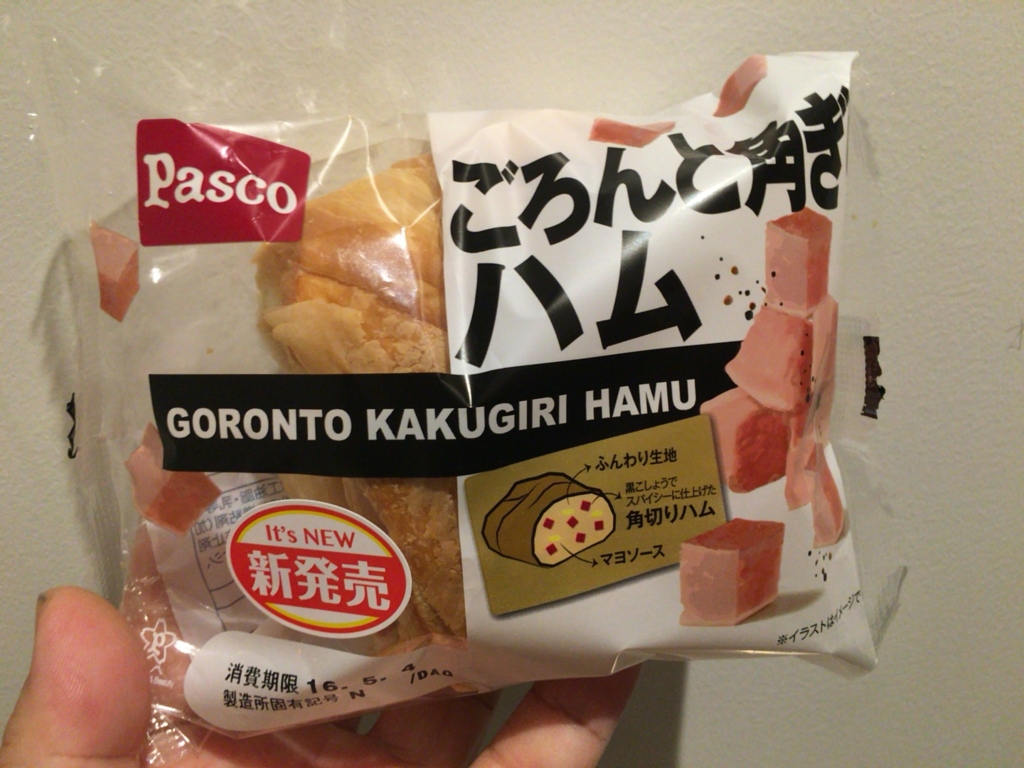 Pasco
ごろんと角ぎ
ハム
GORONTO KAKUGIRI HAMU
ふんわり生地
黒こしょうで
スパイシーに仕上げた
角切りハム
マヨソース
It's NEW
新発売
消費期限 16. 5. 4/DAO
製造所固有記号 N
※イラストはイメージで